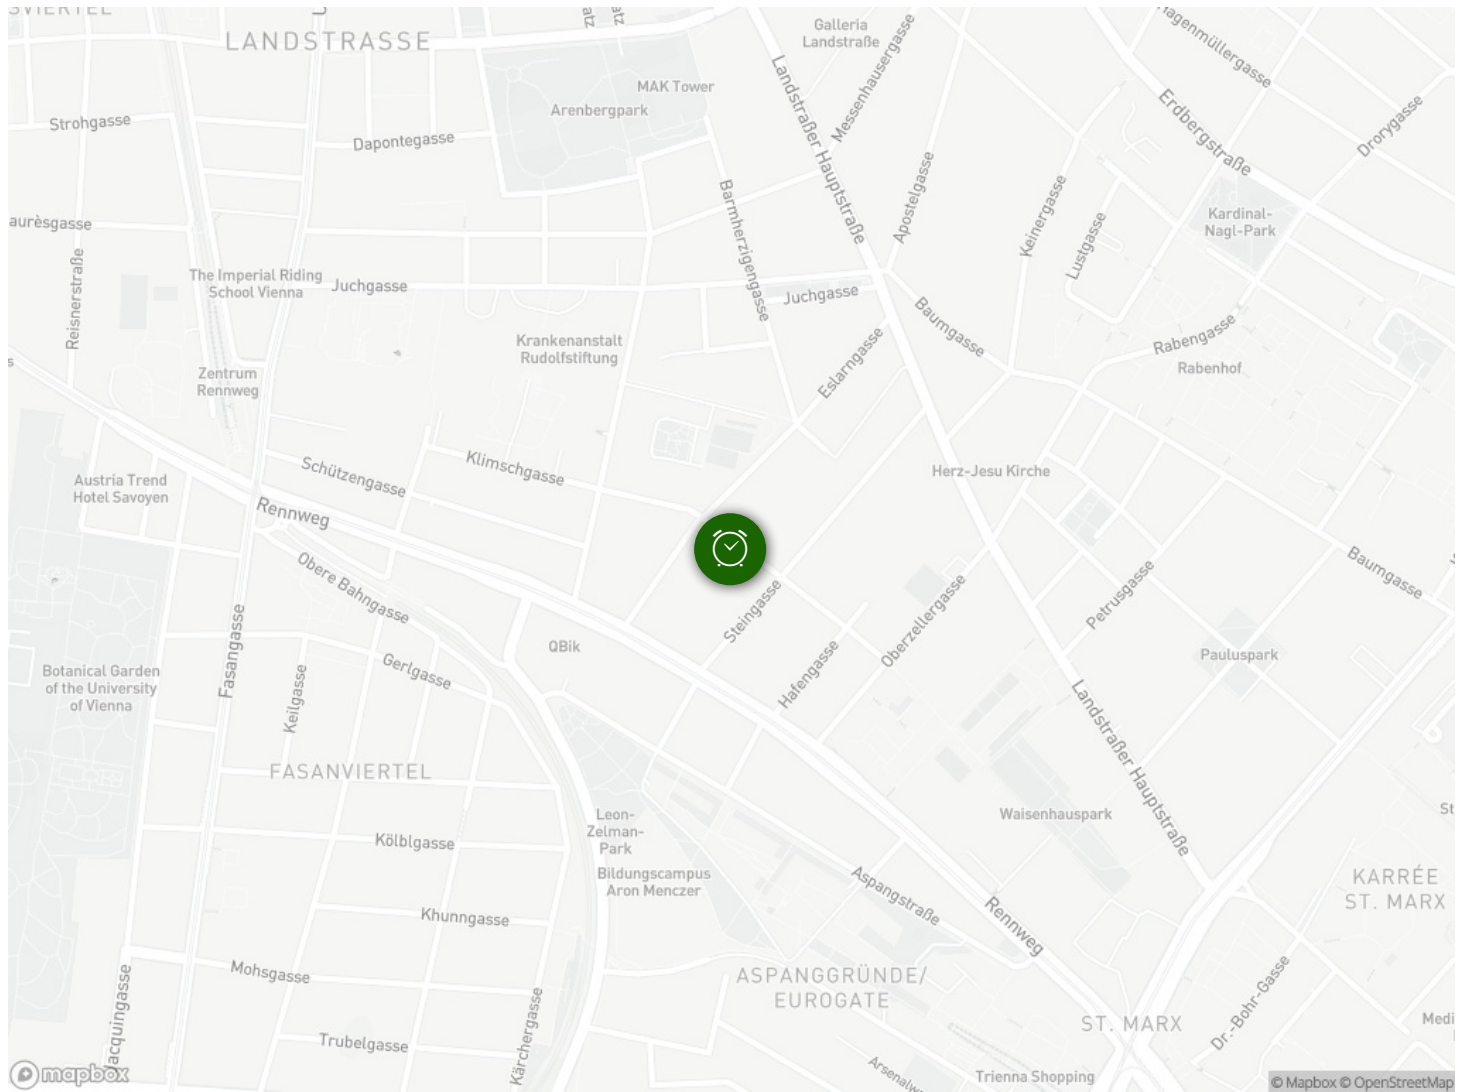 LANDSTRASSE
Galleria
Landstraße
Messenhausergasse
Hagenmüllergasse
MAK Tower
Arenbergpark
Landstraßer Hauptstraße
Erdbergstraße
Drorygasse
Strohgasse
Dapontegasse
Barmherzigengasse
Apostelgasse
Keinergasse
Lustgasse
Kardinal-
Nagl-Park
Reisnerstraße
The Imperial Riding
School Vienna
Juchgasse
Juchgasse
Baumgasse
Rabengasse
Rabenhof
Krankenanstalt
Rudolfstiftung
Eslarngasse
Zentrum
Rennweg
Austria Trend
Hotel Savoyen
Schützengasse
Klimschgasse
Herz-Jesu Kirche
Rennweg
Obere Bahngasse
Baumgasse
Petrusgasse
Steingasse
Oberzellergasse
Hafengasse
QBik
Pauluspark
Botanical Garden
of the University
of Vienna
Fasangasse
Keilgasse
Gerlgasse
Landstraßer Hauptstraße
FASANVIERTEL
Leon-
Zelman-
Park
Waisenhauspark
Kölblgasse
Bildungscampus
Aron Menczer
Aspangstraße
Rennweg
KARRÉE
ST. MARX
Khunngasse
Mohsgasse
ASPANGGRÜNDE/
EUROGATE
Jacquingasse
Kärchergasse
Trubelgasse
ST. MARX
Dr.-Bohr-Gasse
Trienna Shopping
mapbox
© Mapbox © OpenStreetMap